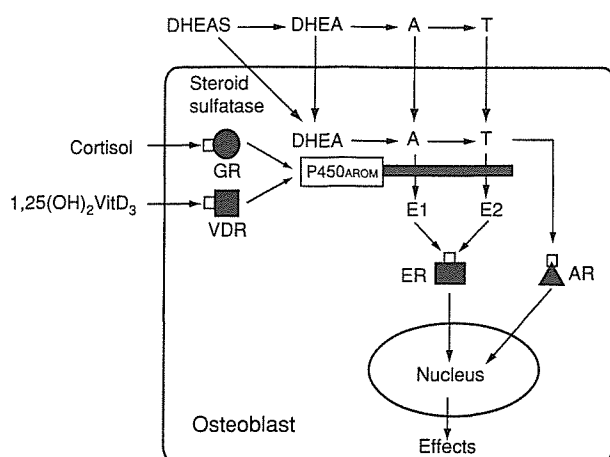 DHEAS DHEA A T
Steroid
sulfatase
Cortisol
GR
DHEA A T
P450AROM
1,25(OH)₂VitD₃
VDR
E1 E2
ER
AR
Nucleus
Osteoblast
Effects